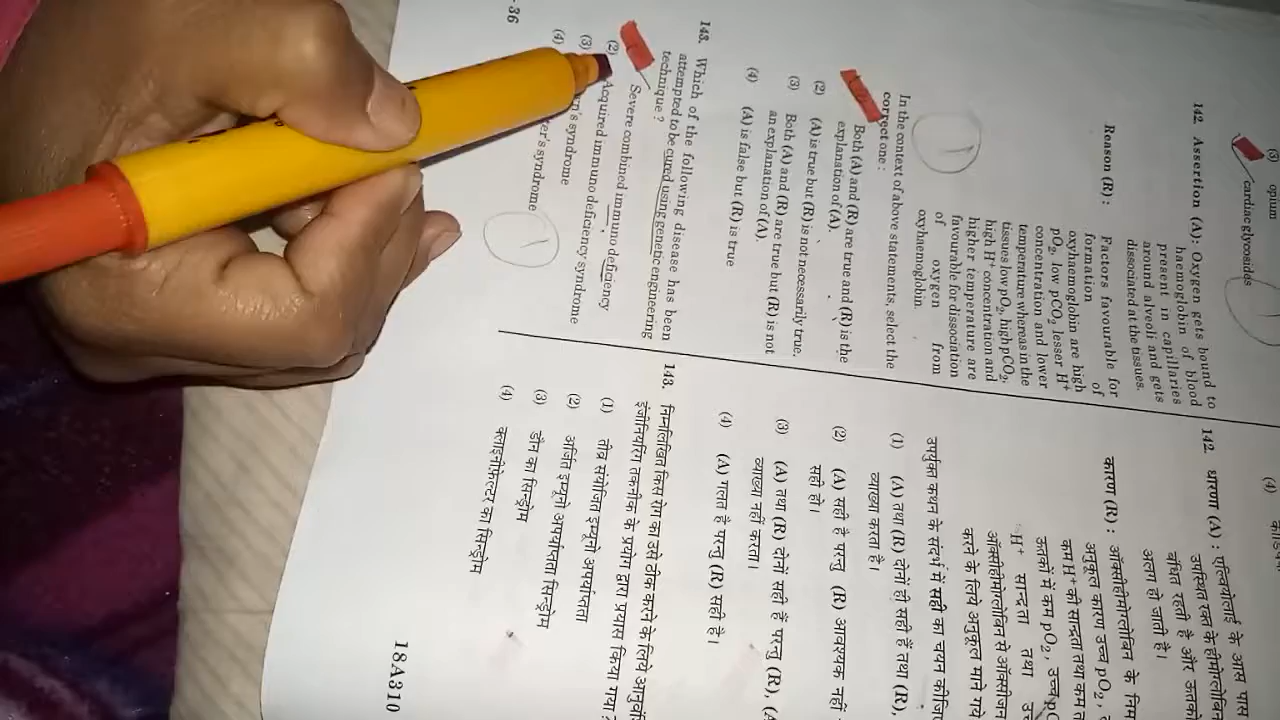 (3) opium
cardiac glycosides
142. Assertion (A): Oxygen gets bound to
haemoglobin of blood
present in capillaries
around alveoli and gets
dissociated at the tissues.
Reason (R) : Factors favourable for
formation of
oxyhaemoglobin are high
pO₂, low pCO₂ lesser H⁺
concentration and lower
temperature whereas in the
tissues low pO₂, high pCO₂,
high H⁺ concentration and
higher temperature are
favourable for dissociation
of oxygen from
oxyhaemoglobin.
In the context of above statements, select the
correct one :
Both (A) and (R) are true and (R) is the
explanation of (A).
(2) (A) is true but (R) is not necessarily true.
(3) Both (A) and (R) are true but (R) is not
an explanation of (A).
(4) (A) is false but (R) is true
143. Which of the following disease has been
attempted to be cured using genetic engineering
technique ?
Severe combined immuno deficiency
(2) Acquired immuno deficiency syndrome
(3) syndrome
(4) syndrome
- 36
(4)
142. धारणा (A) : एल्वियोलाई के आस पास
उपस्थित रक्त के
बंधित रहती है और
अलग हो जाती है।
कारण (R) : ऑक्सीहीमोग्लोबिन के
अनुकूल कारण उच्च pO₂,
कम H⁺ की सान्द्रता तथा कम
ऊतकों में कम pO₂, उच्च
H⁺ सान्द्रता तथा
ऑक्सीहीमोग्लोबिन से ऑक्सीजन
करने के लिये अनुकूल माने गये
उपर्युक्त कथन के संदर्भ में सही का चयन
(1) (A) तथा (R) दोनों ही सही हैं तथा (R),
व्याख्या करता है।
(2) (A) सही है परन्तु (R) आवश्यक नहीं
सही हो।
(3) (A) तथा (R) दोनों सही हैं परन्तु (R),
व्याख्या नहीं करता।
(4) (A) गलत है परन्तु (R) सही है।
143. निम्नलिखित किस रोग का उसे ठीक करने के लिये
इंजीनियरिंग तकनीक के प्रयोग द्वारा प्रयास किया गया ?
(1) तीव्र संयोजित इम्यूनो अपर्याप्तता
(2) अर्जित इम्यूनो अपर्याप्तता सिन्ड्रोम
(3) डौन का सिन्ड्रोम
(4) क्लाइनीफेल्टर का सिन्ड्रोम
18A310